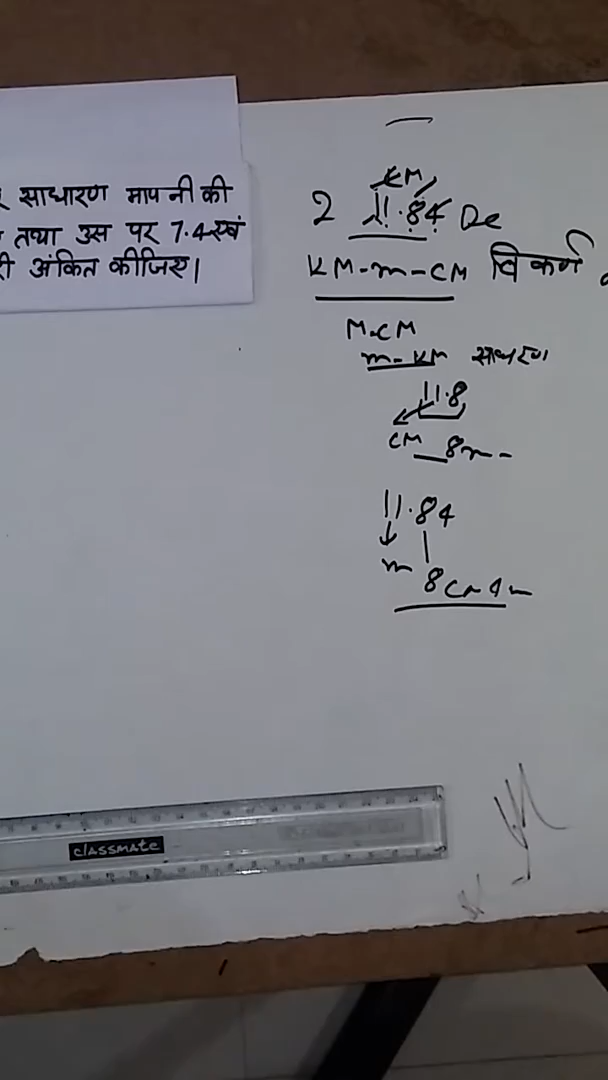 साधारण मापनी की
तथा उस पर 7.4 एवं
री अंकित कीजिए।
KM
2 11.84 De
KM-m-CM विकर्ण
M-CM
m-KM साधारण
11.8
CM 8m
11.84
m
8cm 4m
classmate